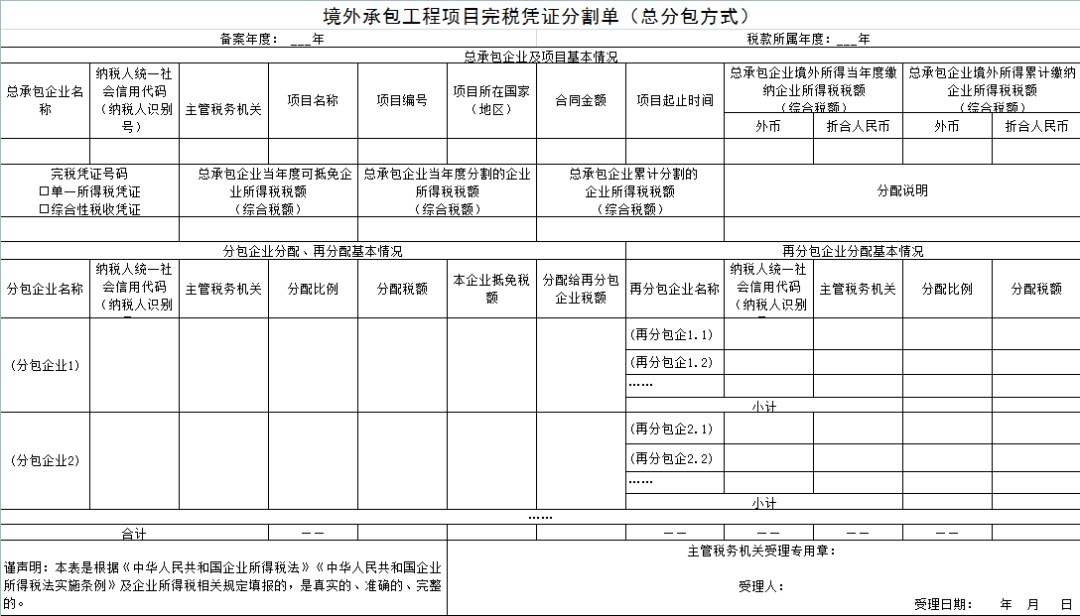 境外承包工程项目完税凭证分割单（总分包方式）
备案年度： ___年
税款所属年度：___年
总承包企业及项目基本情况
总承包企业名
称
纳税人统一社
会信用代码
（纳税人识别
号）
主管税务机关
项目名称
项目编号
项目所在国家
（地区）
合同金额
项目起止时间
总承包企业境外所得当年度缴
纳企业所得税税额
（综合税额）
总承包企业境外所得累计缴纳
企业所得税税额
（综合税额）
外币
折合人民币
外币
折合人民币
完税凭证号码
☐单一所得税凭证
☐综合性税收凭证
总承包企业当年度可抵免企
业所得税税额
（综合税额）
总承包企业当年度分割的企业
所得税税额
（综合税额）
总承包企业累计分割的
企业所得税税额
（综合税额）
分配说明
分包企业分配、再分配基本情况
再分包企业分配基本情况
分包企业名称
纳税人统一社
会信用代码
（纳税人识别
主管税务机关
分配比例
分配税额
本企业抵免税
额
分配给再分包
企业税额
再分包企业名称
纳税人统一社
会信用代码
（纳税人识别
主管税务机关
分配比例
分配税额
(分包企业1)
(再分包企1.1)
(再分包企1.2)
……
小计
(分包企业2)
(再分包企2.1)
(再分包企2.2)
……
小计
……
合计
——
——
——
——
——
谨声明：本表是根据《中华人民共和国企业所得税法》《中华人民共和国企业
所得税法实施条例》及企业所得税相关规定填报的，是真实的、准确的、完整
的。
主管税务机关受理专用章：
受理人：
受理日期： 年 月 日